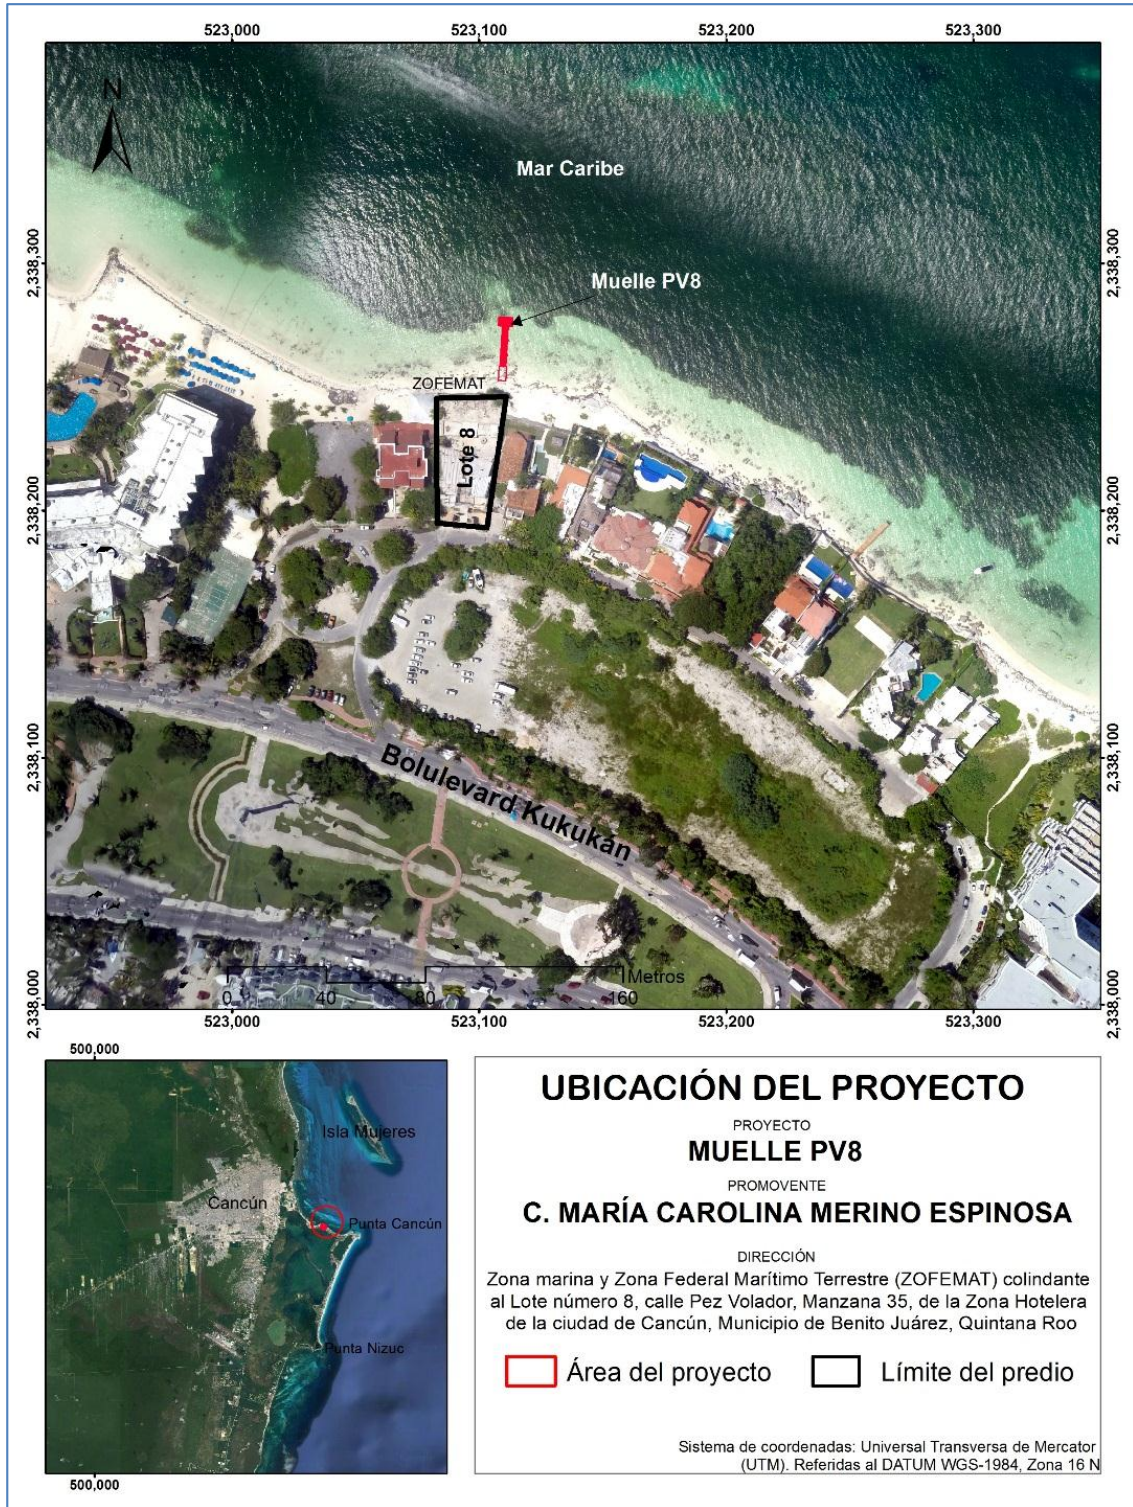 523,000 523,100 523,200 523,300
N
Mar Caribe
2,338,300 2,338,300
Muelle PV8
ZOFEMAT
Lote 8
2,338,200 2,338,200
2,338,100 2,338,100
Bolulevard Kukukán
Metros
0 40 80 160
2,338,000 2,338,000
523,000 523,100 523,200 523,300
500,000
Isla Mujeres
Cancún
Punta Cancún
Punta Nizuc
500,000
UBICACIÓN DEL PROYECTO
PROYECTO
MUELLE PV8
PROMOVENTE
C. MARÍA CAROLINA MERINO ESPINOSA
DIRECCIÓN
Zona marina y Zona Federal Marítimo Terrestre (ZOFEMAT) colindante
al Lote número 8, calle Pez Volador, Manzana 35, de la Zona Hotelera
de la ciudad de Cancún, Municipio de Benito Juárez, Quintana Roo
Área del proyecto Límite del predio
Sistema de coordenadas: Universal Transversa de Mercator
(UTM). Referidas al DATUM WGS-1984, Zona 16 N